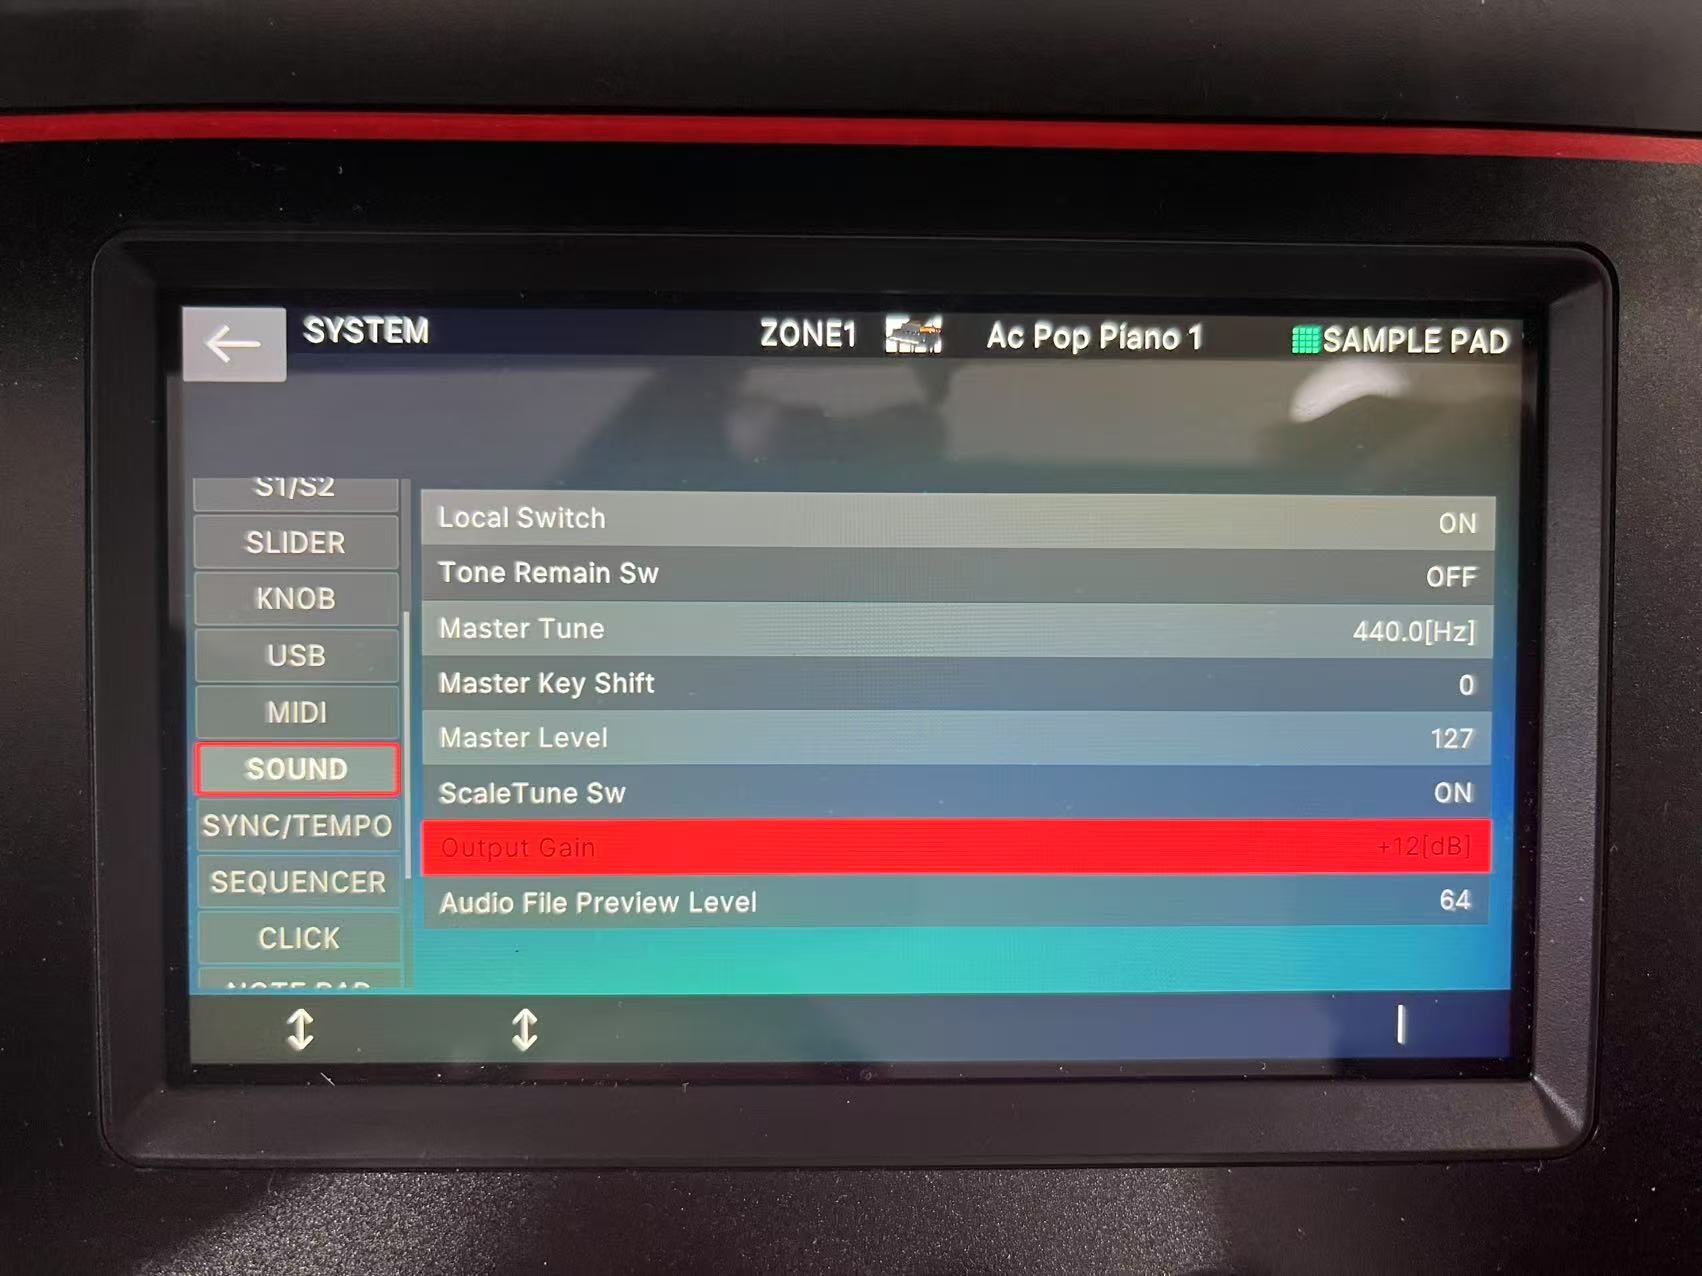 SYSTEM ZONE1 Ac Pop Piano 1 SAMPLE PAD
S1/S2
SLIDER
KNOB
USB
MIDI
SOUND
SYNC/TEMPO
SEQUENCER
CLICK
NOTE PAD
Local Switch ON
Tone Remain Sw OFF
Master Tune 440.0[Hz]
Master Key Shift 0
Master Level 127
ScaleTune Sw ON
Output Gain +12[dB]
Audio File Preview Level 64